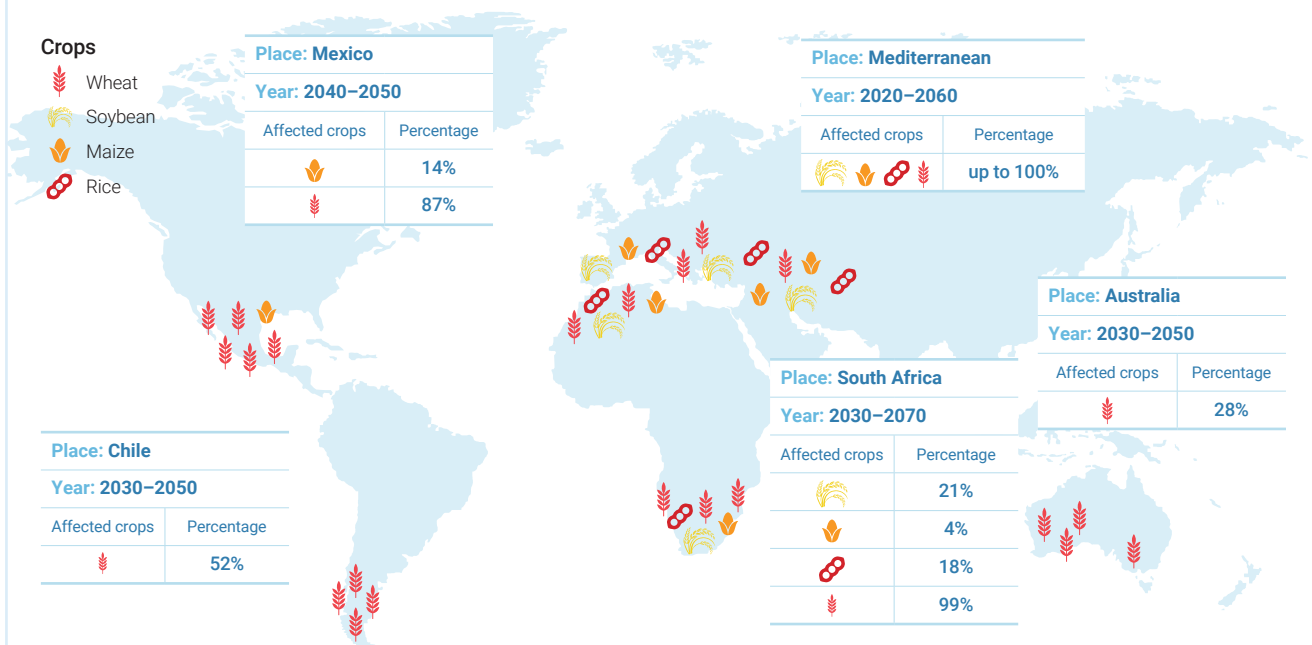 Crops
Wheat
Soybean
Maize
Rice
Place: Mexico
Year: 2040–2050
Affected crops Percentage
14%
87%
Place: Mediterranean
Year: 2020–2060
Affected crops Percentage
up to 100%
Place: Australia
Year: 2030–2050
Affected crops Percentage
28%
Place: South Africa
Year: 2030–2070
Affected crops Percentage
21%
4%
18%
99%
Place: Chile
Year: 2030–2050
Affected crops Percentage
52%